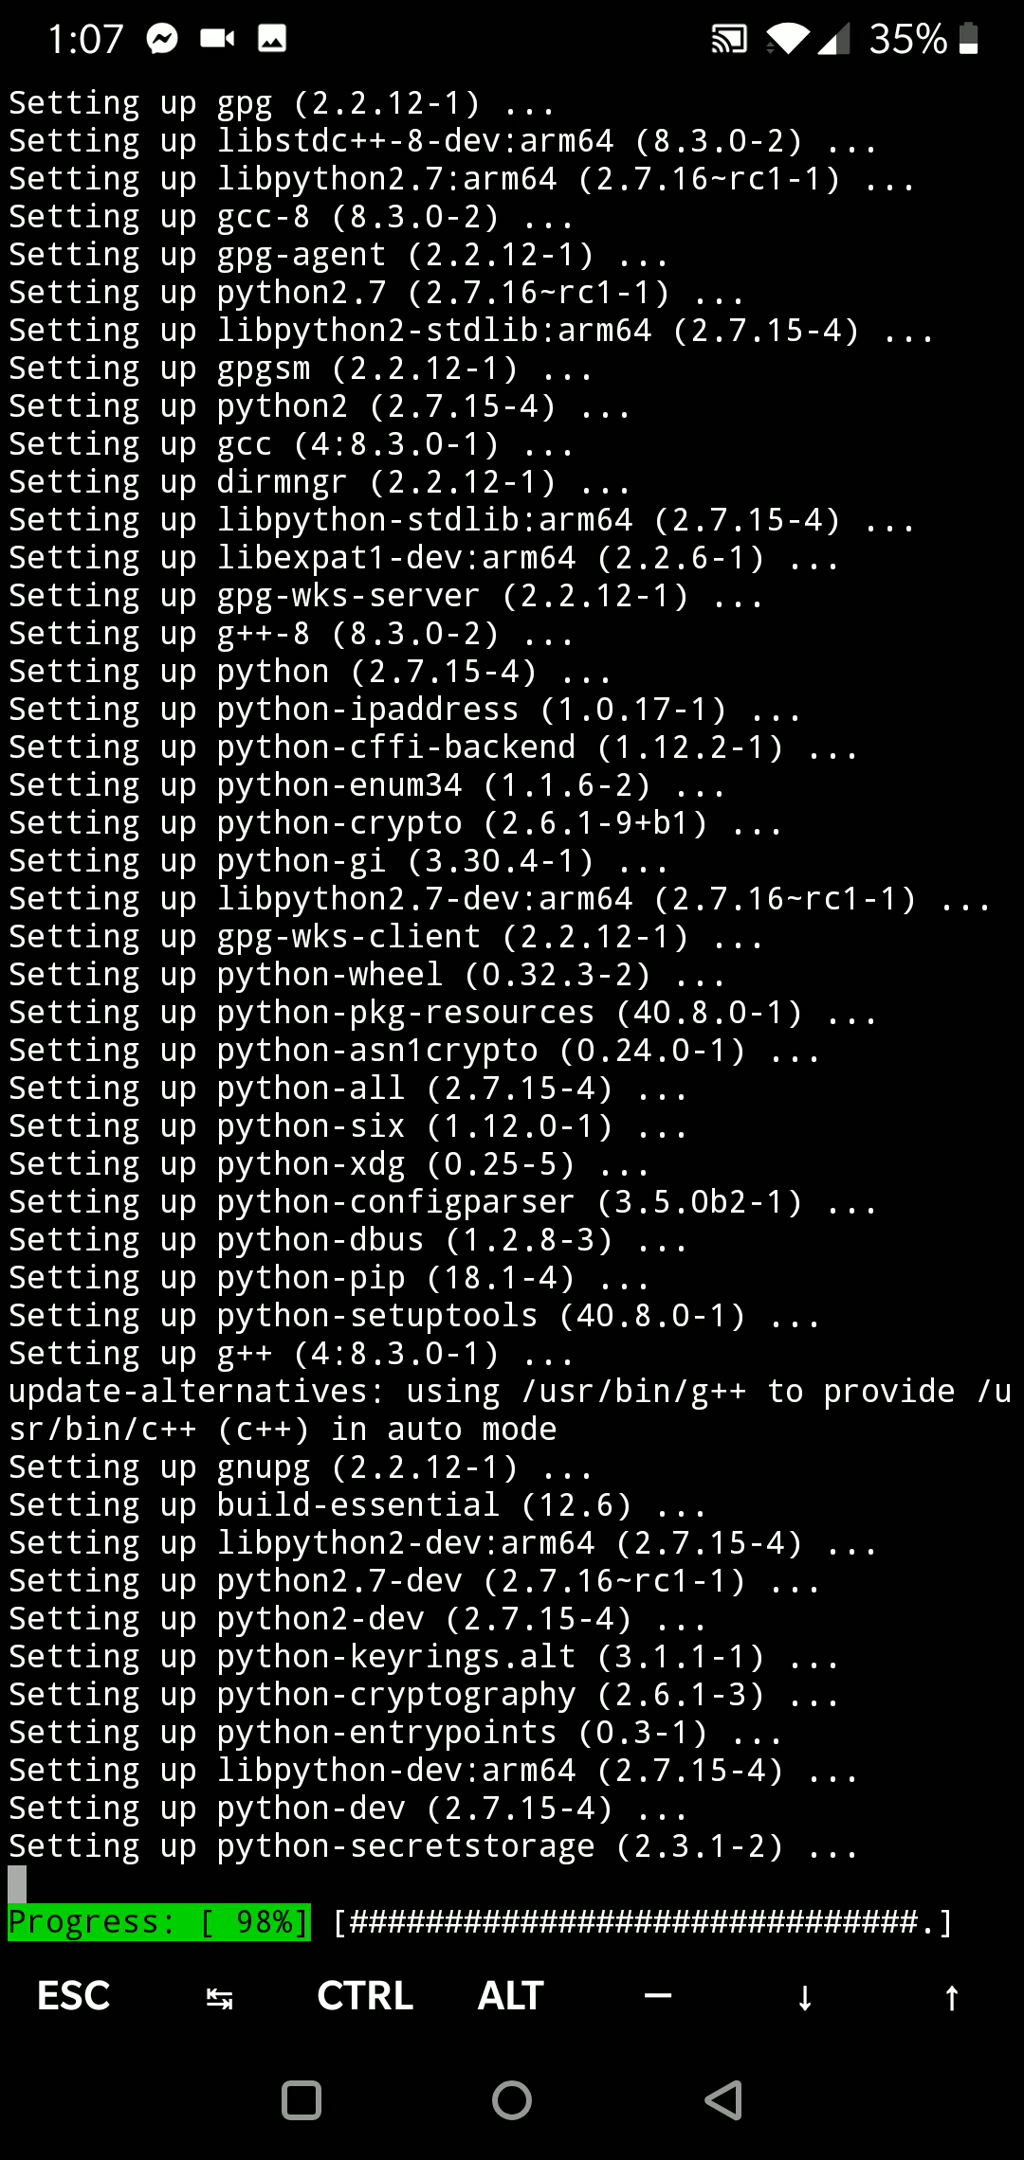 1:07 35%
Setting up gpg (2.2.12-1) ...
Setting up libstdc++-8-dev:arm64 (8.3.0-2) ...
Setting up libpython2.7:arm64 (2.7.16~rc1-1) ...
Setting up gcc-8 (8.3.0-2) ...
Setting up gpg-agent (2.2.12-1) ...
Setting up python2.7 (2.7.16~rc1-1) ...
Setting up libpython2-stdlib:arm64 (2.7.15-4) ...
Setting up gpgsm (2.2.12-1) ...
Setting up python2 (2.7.15-4) ...
Setting up gcc (4:8.3.0-1) ...
Setting up dirmngr (2.2.12-1) ...
Setting up libpython-stdlib:arm64 (2.7.15-4) ...
Setting up libexpat1-dev:arm64 (2.2.6-1) ...
Setting up gpg-wks-server (2.2.12-1) ...
Setting up g++-8 (8.3.0-2) ...
Setting up python (2.7.15-4) ...
Setting up python-ipaddress (1.0.17-1) ...
Setting up python-cffi-backend (1.12.2-1) ...
Setting up python-enum34 (1.1.6-2) ...
Setting up python-crypto (2.6.1-9+b1) ...
Setting up python-gi (3.30.4-1) ...
Setting up libpython2.7-dev:arm64 (2.7.16~rc1-1) ...
Setting up gpg-wks-client (2.2.12-1) ...
Setting up python-wheel (0.32.3-2) ...
Setting up python-pkg-resources (40.8.0-1) ...
Setting up python-asn1crypto (0.24.0-1) ...
Setting up python-all (2.7.15-4) ...
Setting up python-six (1.12.0-1) ...
Setting up python-xdg (0.25-5) ...
Setting up python-configparser (3.5.0b2-1) ...
Setting up python-dbus (1.2.8-3) ...
Setting up python-pip (18.1-4) ...
Setting up python-setuptools (40.8.0-1) ...
Setting up g++ (4:8.3.0-1) ...
update-alternatives: using /usr/bin/g++ to provide /u
sr/bin/c++ (c++) in auto mode
Setting up gnupg (2.2.12-1) ...
Setting up build-essential (12.6) ...
Setting up libpython2-dev:arm64 (2.7.15-4) ...
Setting up python2.7-dev (2.7.16~rc1-1) ...
Setting up python2-dev (2.7.15-4) ...
Setting up python-keyrings.alt (3.1.1-1) ...
Setting up python-cryptography (2.6.1-3) ...
Setting up python-entrypoints (0.3-1) ...
Setting up libpython-dev:arm64 (2.7.15-4) ...
Setting up python-dev (2.7.15-4) ...
Setting up python-secretstorage (2.3.1-2) ...
Progress: [ 98%] [##############################.]
ESC ↹ CTRL ALT — ↓ ↑